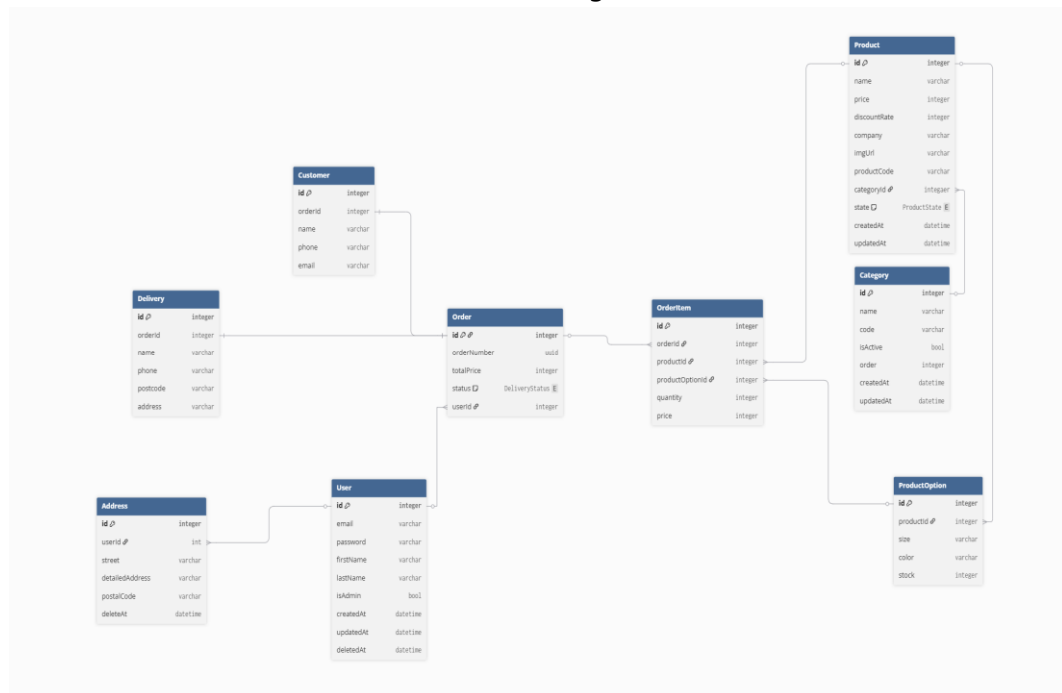 Product
id integer
name varchar
price integer
discountRate integer
company varchar
imgUrl varchar
productCode varchar
categoryId integaer
state ProductState E
createdAt datetime
updatedAt datetime
Customer
id integer
orderId integer
name varchar
phone varchar
email varchar
Category
id integer
name varchar
code varchar
isActive bool
order integer
createdAt datetime
updatedAt datetime
Delivery
id integer
orderId integer
name varchar
phone varchar
postcode varchar
address varchar
Order
id integer
orderNumber uuid
totalPrice integer
status DeliveryStatus E
userId integer
OrderItem
id integer
orderId integer
productId integer
productOptionId integer
quantity integer
price integer
User
id integer
email varchar
password varchar
firstName varchar
lastName varchar
isAdmin bool
createdAt datetime
updatedAt datetime
deletedAt datetime
Address
id integer
userId int
street varchar
detailedAddress varchar
postalCode varchar
deleteAt datetime
ProductOption
id integer
productId integer
size varchar
color varchar
stock integer